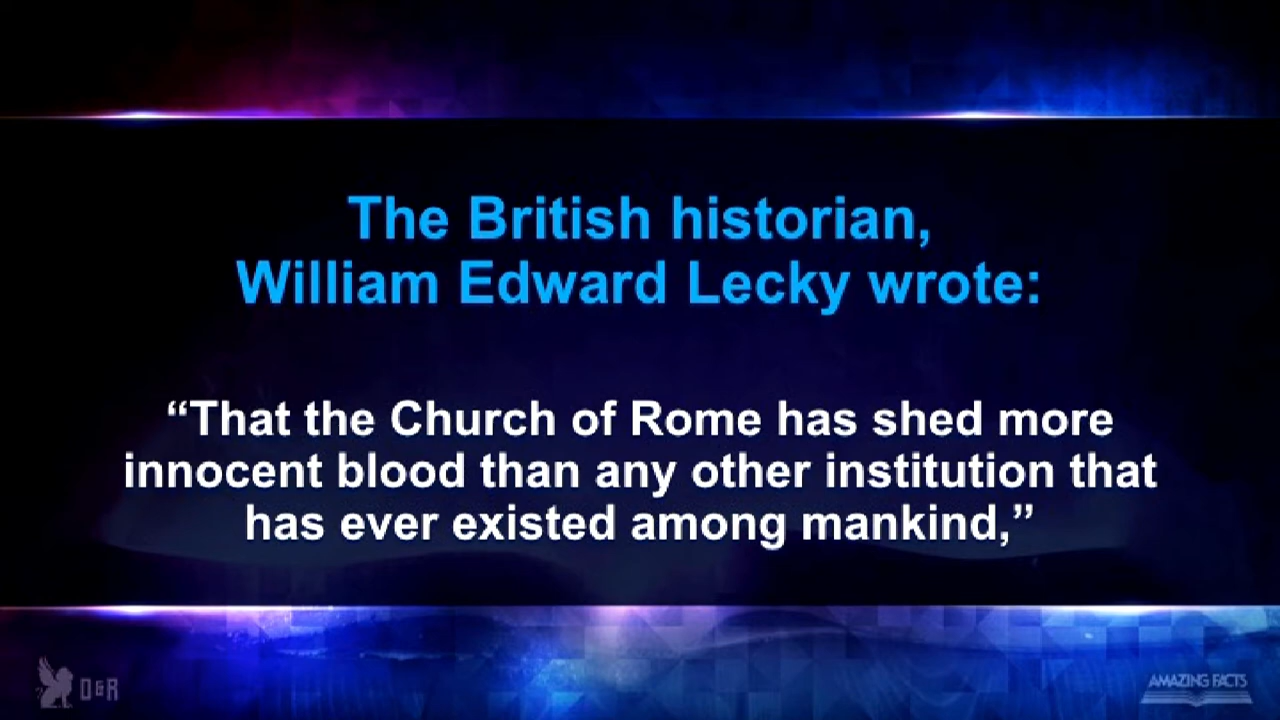 The British historian,
William Edward Lecky wrote:
“That the Church of Rome has shed more
innocent blood than any other institution that
has ever existed among mankind,”
D&R
AMAZING FACTS